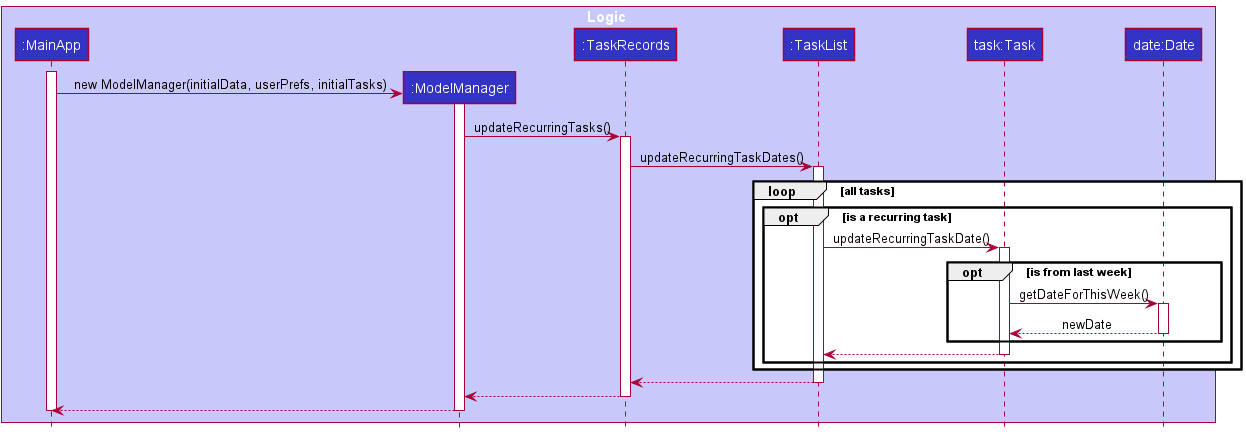 Logic
:MainApp
:TaskRecords
:TaskList
task:Task
date:Date
new ModelManager(initialData, userPrefs, initialTasks)
:ModelManager
updateRecurringTasks()
updateRecurringTaskDates()
loop [all tasks]
opt [is a recurring task]
updateRecurringTaskDate()
opt [is from last week]
getDateForThisWeek()
newDate